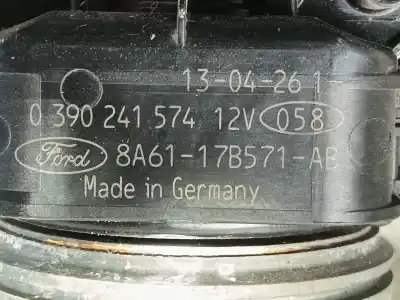 13-04-26 1
0 390 241 574 12V 058
Ford 8A61-17B571-AB
Made in Germany